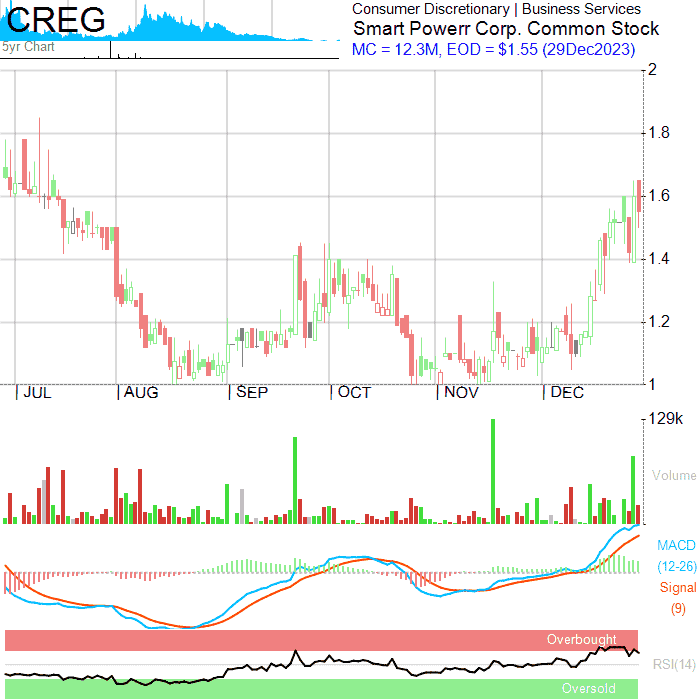 CREG
5yr Chart
Consumer Discretionary | Business Services
Smart Powerr Corp. Common Stock
MC = 12.3M, EOD = $1.55 (29Dec2023)
2
1.8
1.6
1.4
1.2
1
JUL AUG SEP OCT NOV DEC
129k
Volume
MACD
(12-26)
Signal
(9)
Overbought
RSI(14)
Oversold